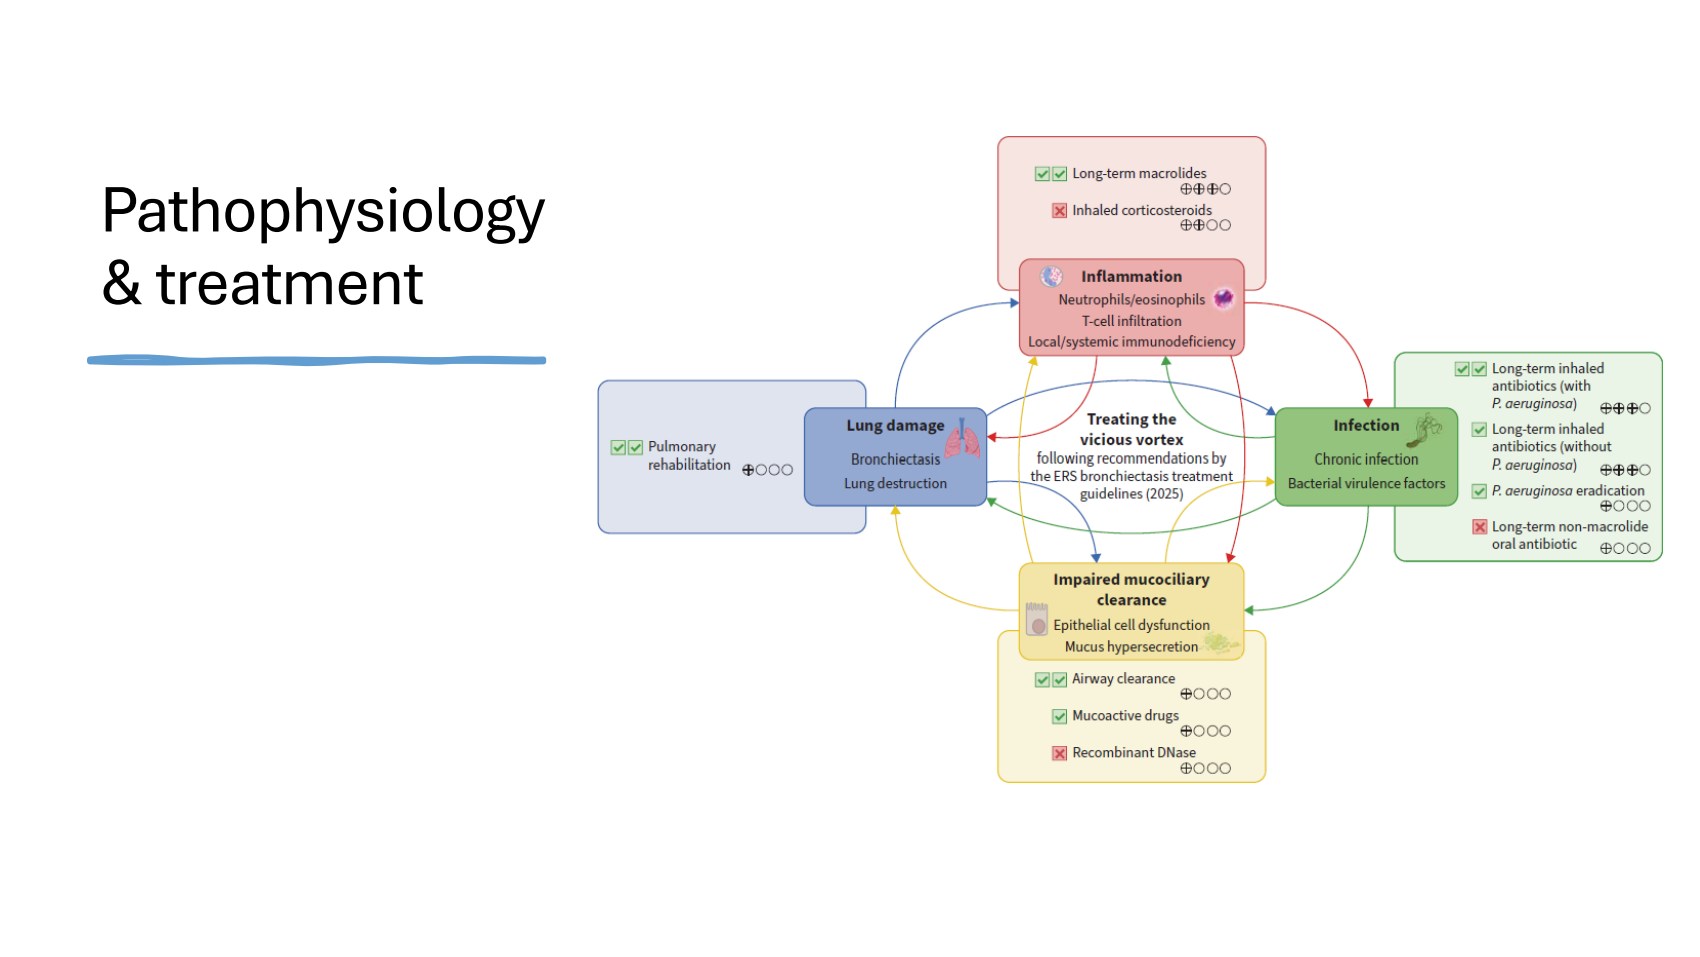 Pathophysiology
& treatment
Long-term macrolides
Inhaled corticosteroids
Inflammation
Neutrophils/eosinophils
T-cell infiltration
Local/systemic immunodeficiency
Pulmonary
rehabilitation
Lung damage
Bronchiectasis
Lung destruction
Treating the
vicious vortex
following recommendations by
the ERS bronchiectasis treatment
guidelines (2025)
Infection
Chronic infection
Bacterial virulence factors
Long-term inhaled
antibiotics (with
P. aeruginosa)
Long-term inhaled
antibiotics (without
P. aeruginosa)
P. aeruginosa eradication
Long-term non-macrolide
oral antibiotic
Impaired mucociliary
clearance
Epithelial cell dysfunction
Mucus hypersecretion
Airway clearance
Mucoactive drugs
Recombinant DNase